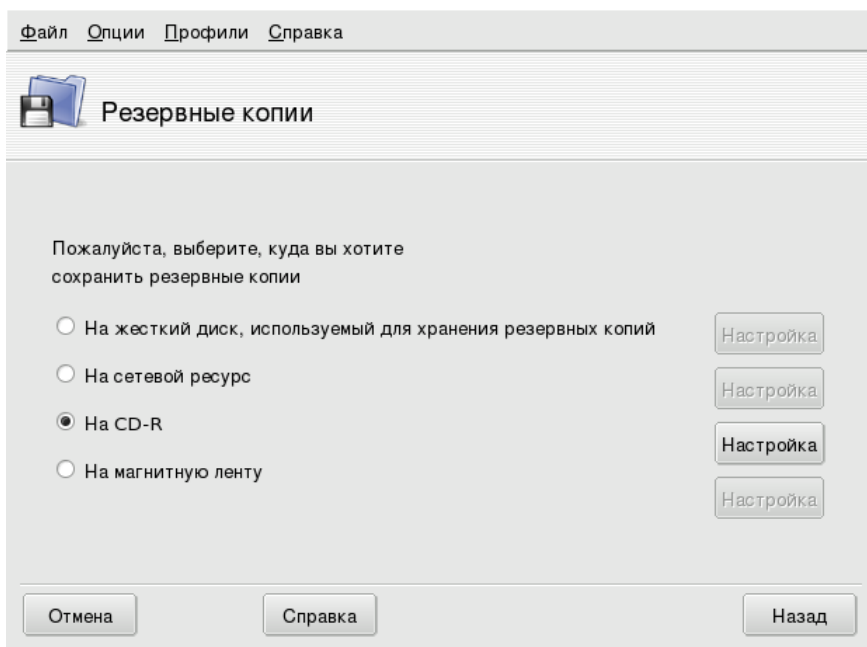 Файл Опции Профили Справка
Резервные копии
Пожалуйста, выберите, куда вы хотите
сохранить резервные копии
На жесткий диск, используемый для хранения резервных копий
Настройка
На сетевой ресурс
Настройка
На CD-R
Настройка
На магнитную ленту
Настройка
Отмена Справка Назад